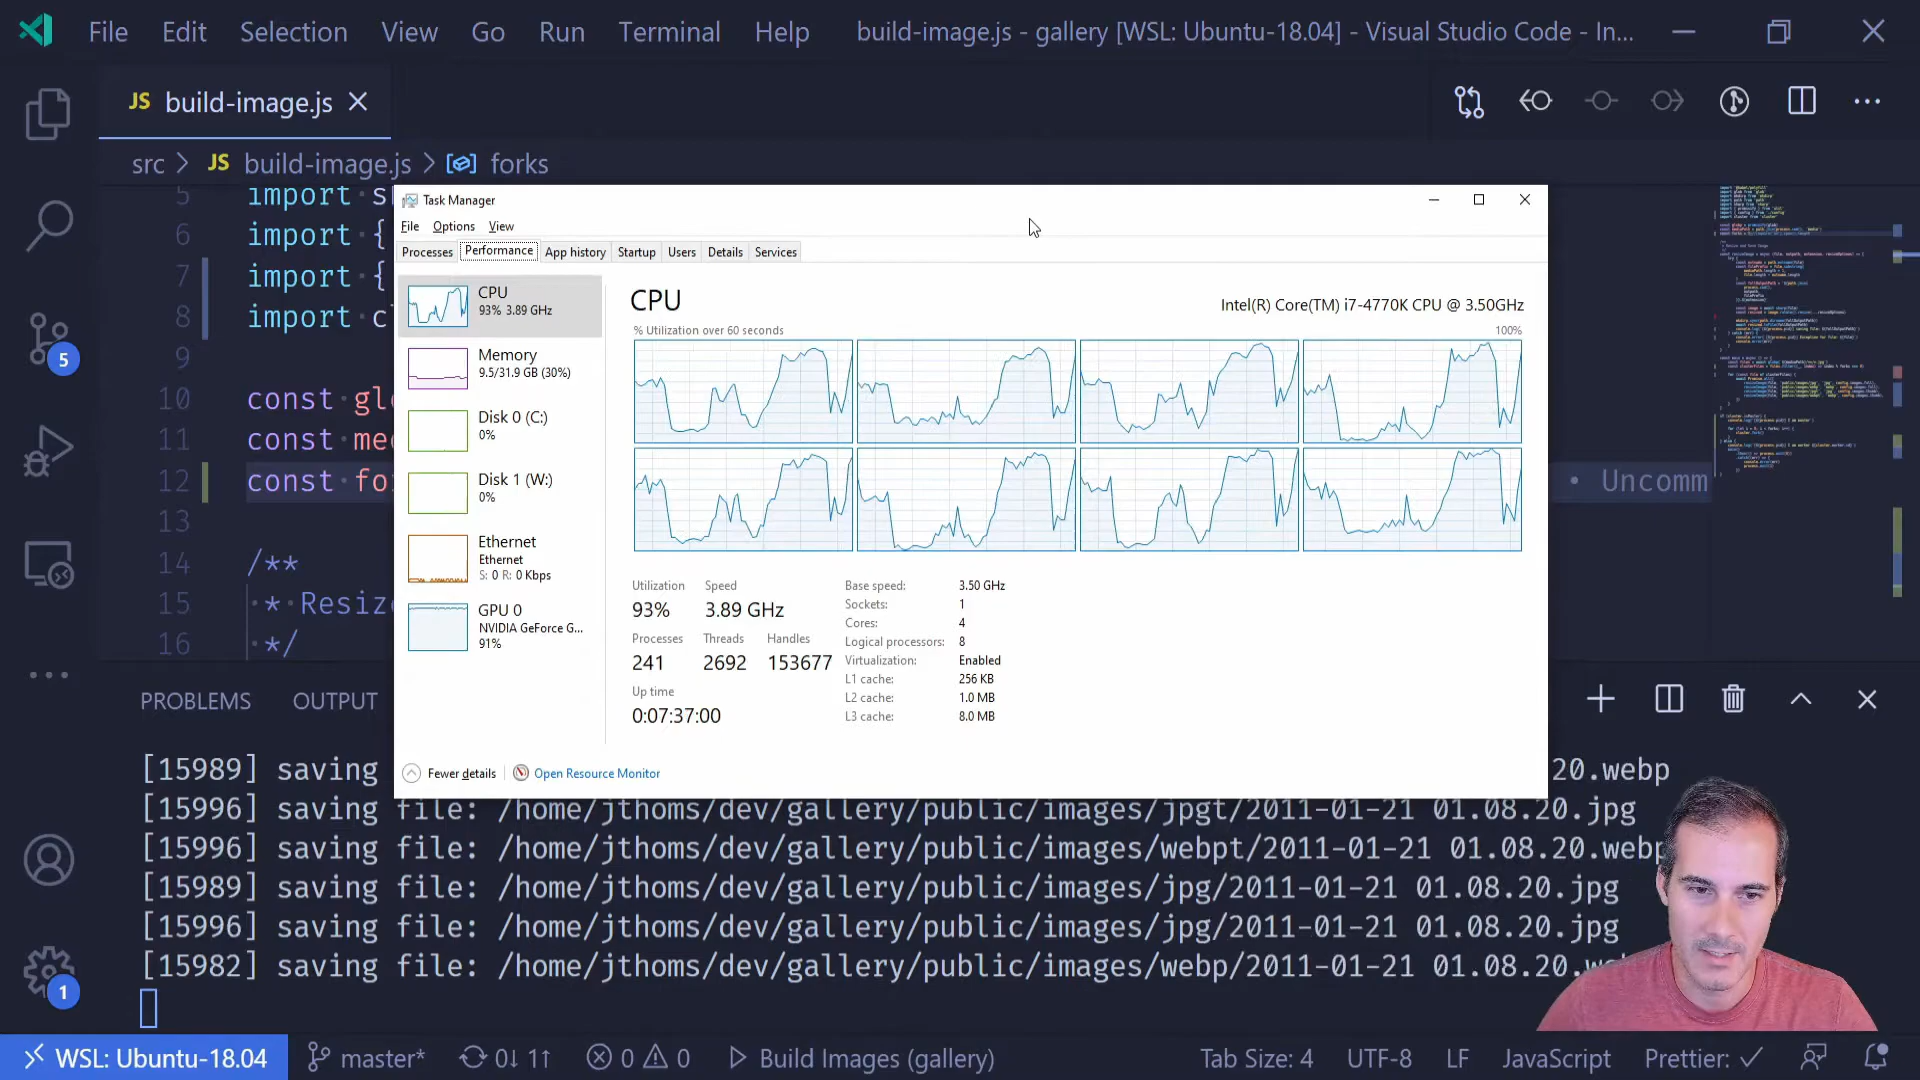 File Edit Selection View Go Run Terminal Help build-image.js - gallery [WSL: Ubuntu-18.04] - Visual Studio Code - In...
JS build-image.js
src > JS build-image.js > forks
5 import s
6 import {
7 import {
8 import c
9
10 const gl
11 const me
12 const fo
• Uncomm
13
14 /**
15 * Resiz
16 */
Task Manager
File Options View
Processes Performance App history Startup Users Details Services
CPU
93% 3.89 GHz
Memory
9.5/31.9 GB (30%)
Disk 0 (C:)
0%
Disk 1 (W:)
0%
Ethernet
Ethernet
S: 0 R: 0 Kbps
GPU 0
NVIDIA GeForce G...
91%
CPU
Intel(R) Core(TM) i7-4770K CPU @ 3.50GHz
% Utilization over 60 seconds 100%
Utilization Speed
93% 3.89 GHz
Processes Threads Handles
241 2692 153677
Up time
0:07:37:00
Base speed: 3.50 GHz
Sockets: 1
Cores: 4
Logical processors: 8
Virtualization: Enabled
L1 cache: 256 KB
L2 cache: 1.0 MB
L3 cache: 8.0 MB
Fewer details Open Resource Monitor
5
PROBLEMS OUTPUT
[15989] saving 20.webp
[15996] saving file: /home/jthoms/dev/gallery/public/images/jpgt/2011-01-21 01.08.20.jpg
[15996] saving file: /home/jthoms/dev/gallery/public/images/webpt/2011-01-21 01.08.20.webp
[15989] saving file: /home/jthoms/dev/gallery/public/images/jpg/2011-01-21 01.08.20.jpg
[15996] saving file: /home/jthoms/dev/gallery/public/images/jpg/2011-01-21 01.08.20.jpg
[15982] saving file: /home/jthoms/dev/gallery/public/images/webp/2011-01-21 01.08.20.we
1
WSL: Ubuntu-18.04 master* 0↓ 1↑ 0 0 Build Images (gallery) Tab Size: 4 UTF-8 LF JavaScript Prettier: ✓